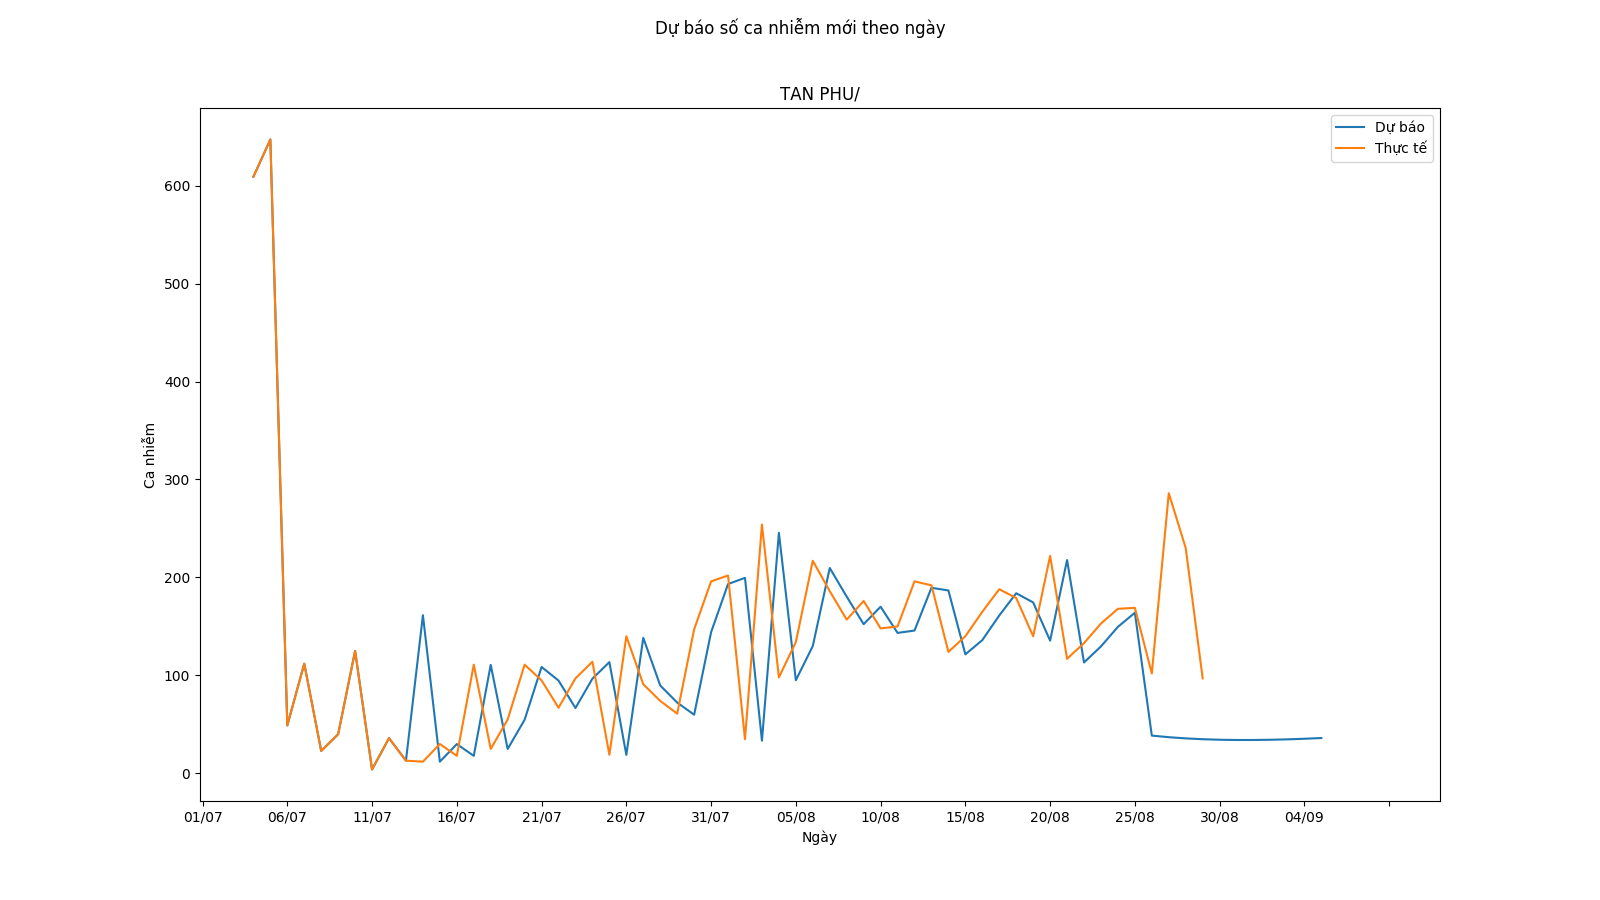 Dự báo số ca nhiễm mới theo ngày
TAN PHU/
Dự báo
Thực tế
Ca nhiễm
600
500
400
300
200
100
0
01/07 06/07 11/07 16/07 21/07 26/07 31/07 05/08 10/08 15/08 20/08 25/08 30/08 04/09
Ngày